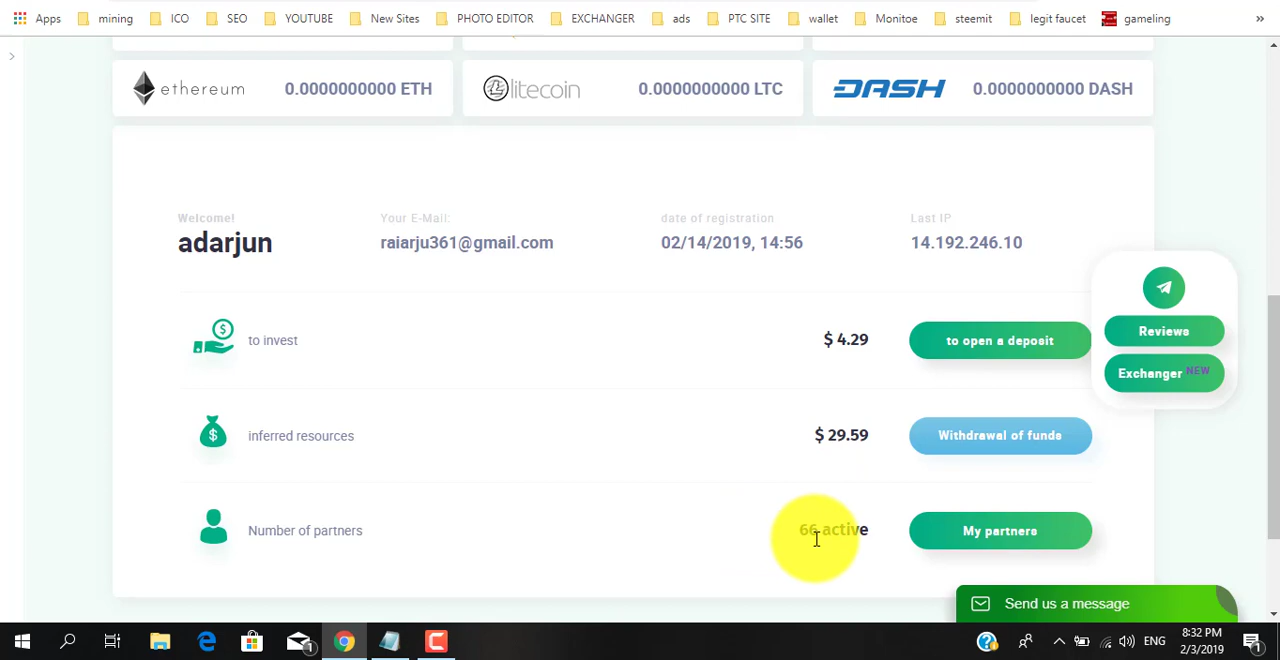 Apps mining ICO SEO YOUTUBE New Sites PHOTO EDITOR EXCHANGER ads PTC SITE wallet Monitoe steemit legit faucet gameling »
ethereum 0.0000000000 ETH litecoin 0.0000000000 LTC DASH 0.0000000000 DASH
Welcome! Your E-Mail: date of registration Last IP
adarjun raiarju361@gmail.com 02/14/2019, 14:56 14.192.246.10
Reviews
to invest $ 4.29 to open a deposit
Exchanger NEW
inferred resources $ 29.59 Withdrawal of funds
Number of partners 66 active My partners
Send us a message
ENG 8:32 PM
2/3/2019